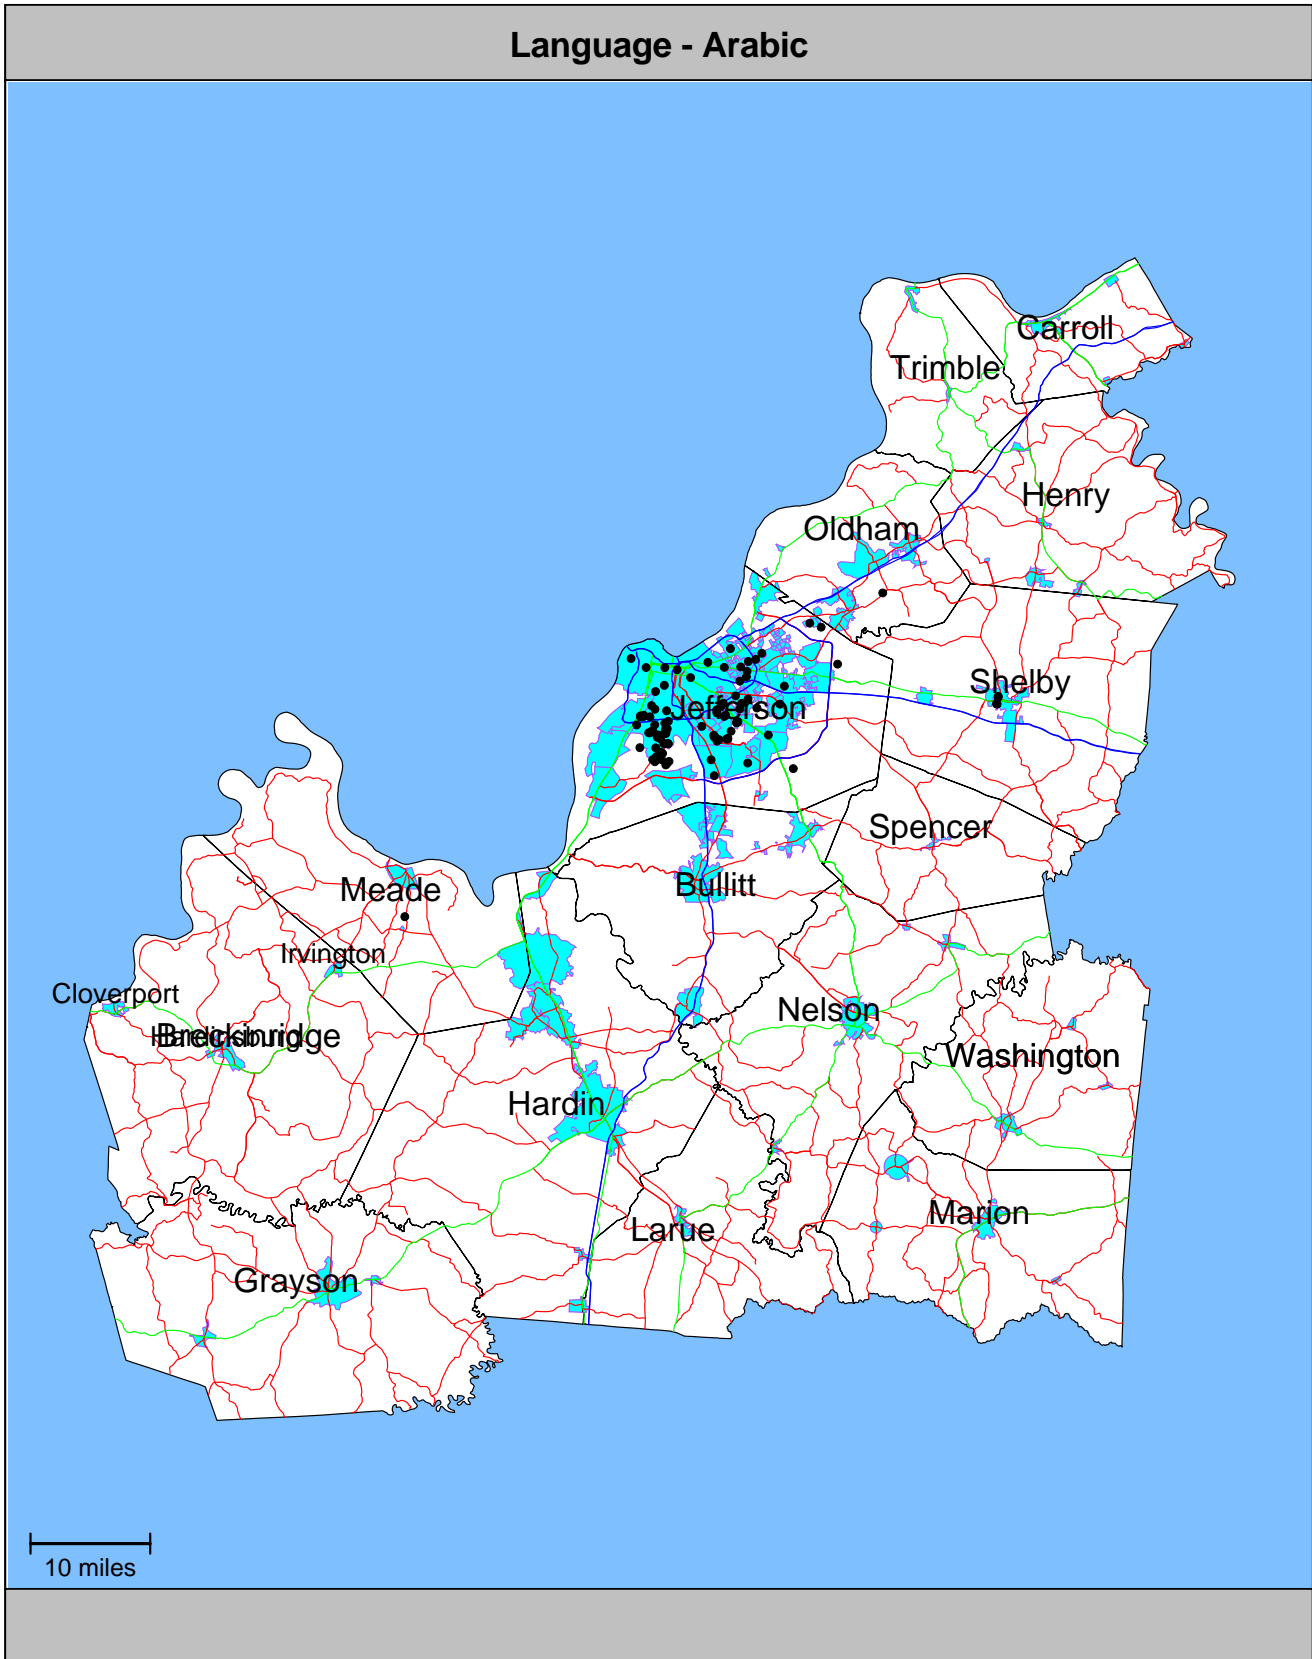 Language - Arabic
Carroll
Trimble
Henry
Oldham
Shelby
Jefferson
Spencer
Bullitt
Meade
Irvington
Cloverport
Nelson
Hardinsburg
Breckinridge
Washington
Hardin
Marion
Larue
Grayson
10 miles